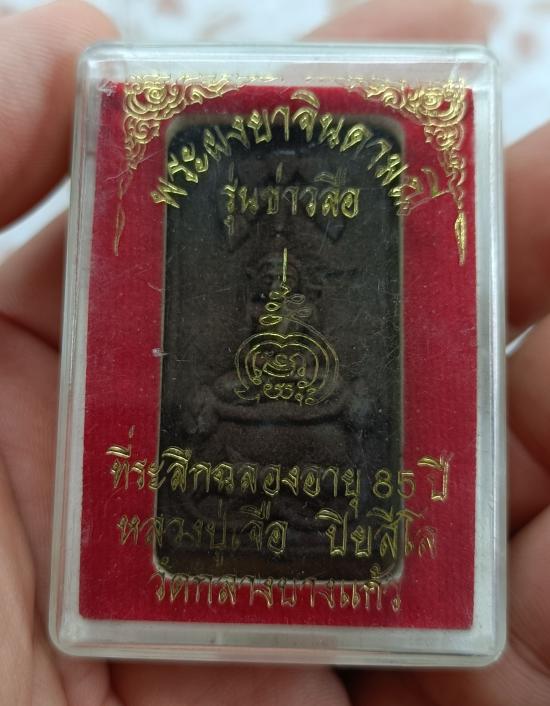 พระผงยาจินดามณี
รุ่นข่าวสือ
ที่ระลึกฉลองอายุ 85 ปี
หลวงปู่เจือ ปิยสีโล
วัดกลางบางแก้ว